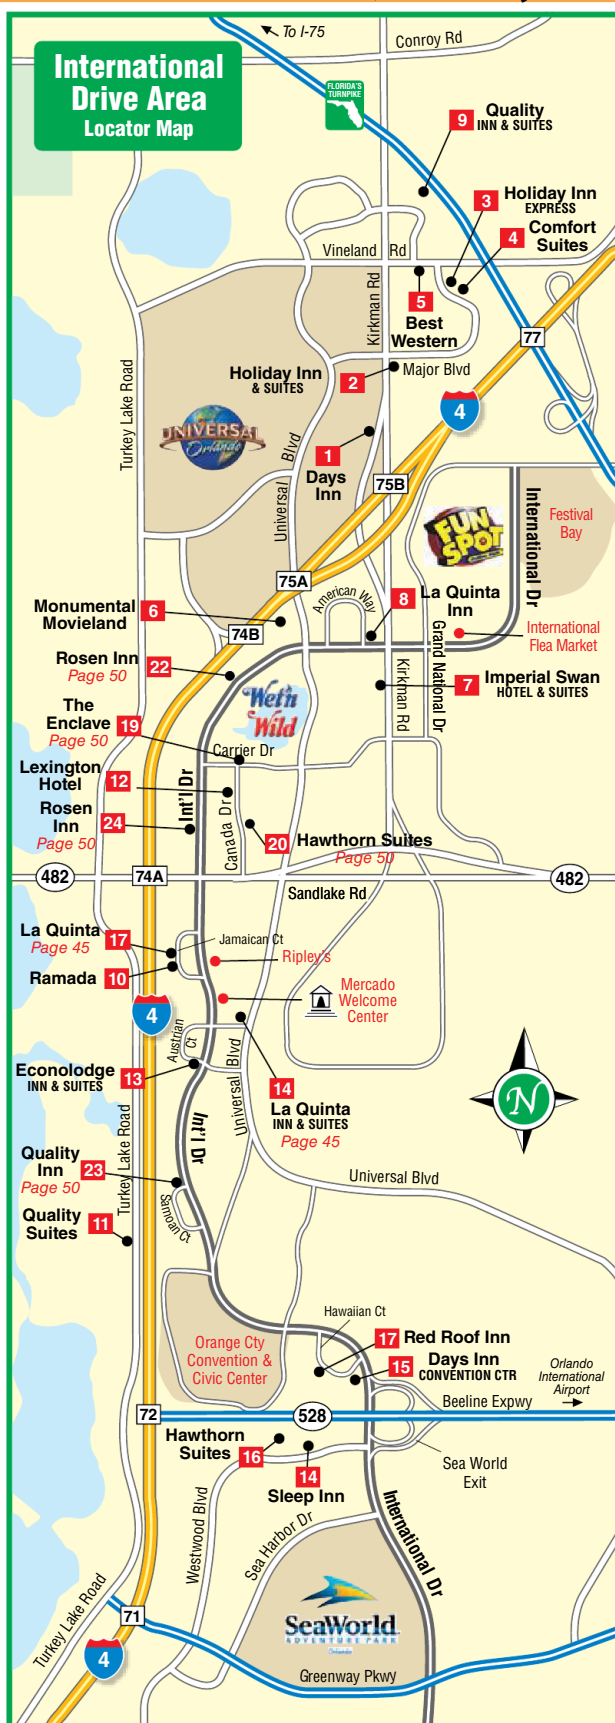 To I-75
Conroy Rd
International
Drive Area
Locator Map
FLORIDA'S
TURNPIKE
9 Quality
INN & SUITES
3 Holiday Inn
EXPRESS
4 Comfort
Suites
Vineland Rd
5
Best
Western
Kirkman Rd
77
Turkey Lake Road
Holiday Inn
& SUITES
2
Major Blvd
4
UNIVERSAL
Orlando
Universal Blvd
1
Days
Inn
75B
FUN
SPOT
International Dr
Festival
Bay
75A
American Way
8 La Quinta
Inn
Monumental
Movieland
6
74B
International
Flea Market
Grand National Dr
Rosen Inn
Page 50
22
Kirkman Rd
7 Imperial Swan
HOTEL & SUITES
Wet'n
Wild
The
Enclave
Page 50
19
Carrier Dr
Lexington
Hotel
12
Int'l Dr
Canada Dr
Rosen
Inn
Page 50
24
20 Hawthorn Suites
Page 50
482
74A
482
Sandlake Rd
La Quinta
Page 45
17
Jamaican Ct
Ripley's
Ramada 10
Mercado
Welcome
Center
4
Austrian
Ct
Universal Blvd
Econolodge
INN & SUITES
13
14
La Quinta
INN & SUITES
Page 45
N
Turkey Lake Road
Int'l Dr
Quality
Inn
Page 50
23
Universal Blvd
Samoan Ct
Quality
Suites
11
Hawaiian Ct
Orange Cty
Convention &
Civic Center
17 Red Roof Inn
15 Days Inn
CONVENTION CTR
Orlando
International
Airport
Beeline Expwy
72
528
Hawthorn
Suites
16
14
Sleep Inn
Sea World
Exit
Westwood Blvd
Sea Harbor Dr
International Dr
SeaWorld
ADVENTURE PARK
Orlando
Turkey Lake Road
71
4
Greenway Pkwy